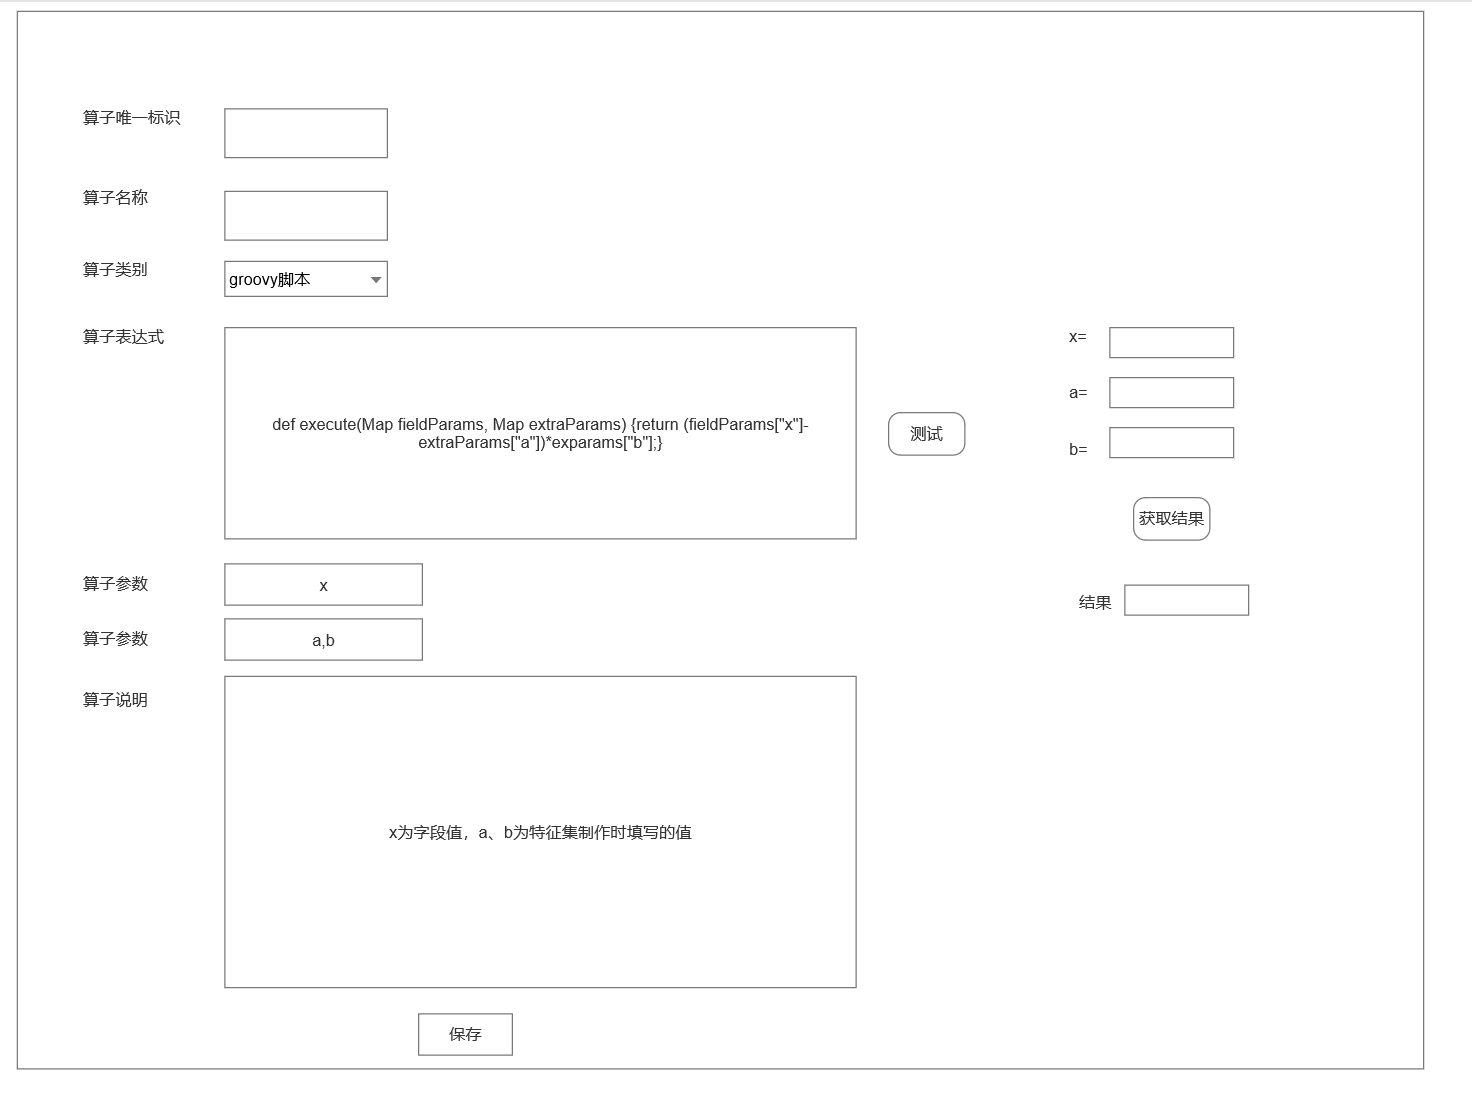 算子唯一标识
算子名称
算子类别
groovy脚本
算子表达式
def execute(Map fieldParams, Map extraParams) {return (fieldParams["x"]-
extraParams["a"])*exparams["b"];}
测试
x=
a=
b=
获取结果
结果
算子参数
x
算子参数
a,b
算子说明
x为字段值，a、b为特征集制作时填写的值
保存